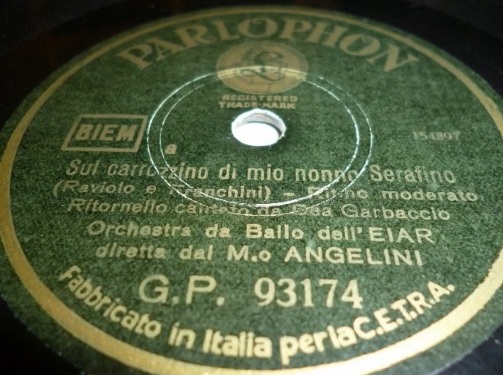 PARLOPHON
REGISTERED
TRADE-MARK
BIEM
a
154897
Sul carrozzino di mio nonno Serafino
(Raviolo e Branchini) - Ritmo moderato
Ritornello cantato da Dea Garbaccio
Orchestra da Ballo dell' EIAR
diretta dal M.o ANGELINI
G.P. 93174
Fabbricato in Italia per la C.E.T.R.A.